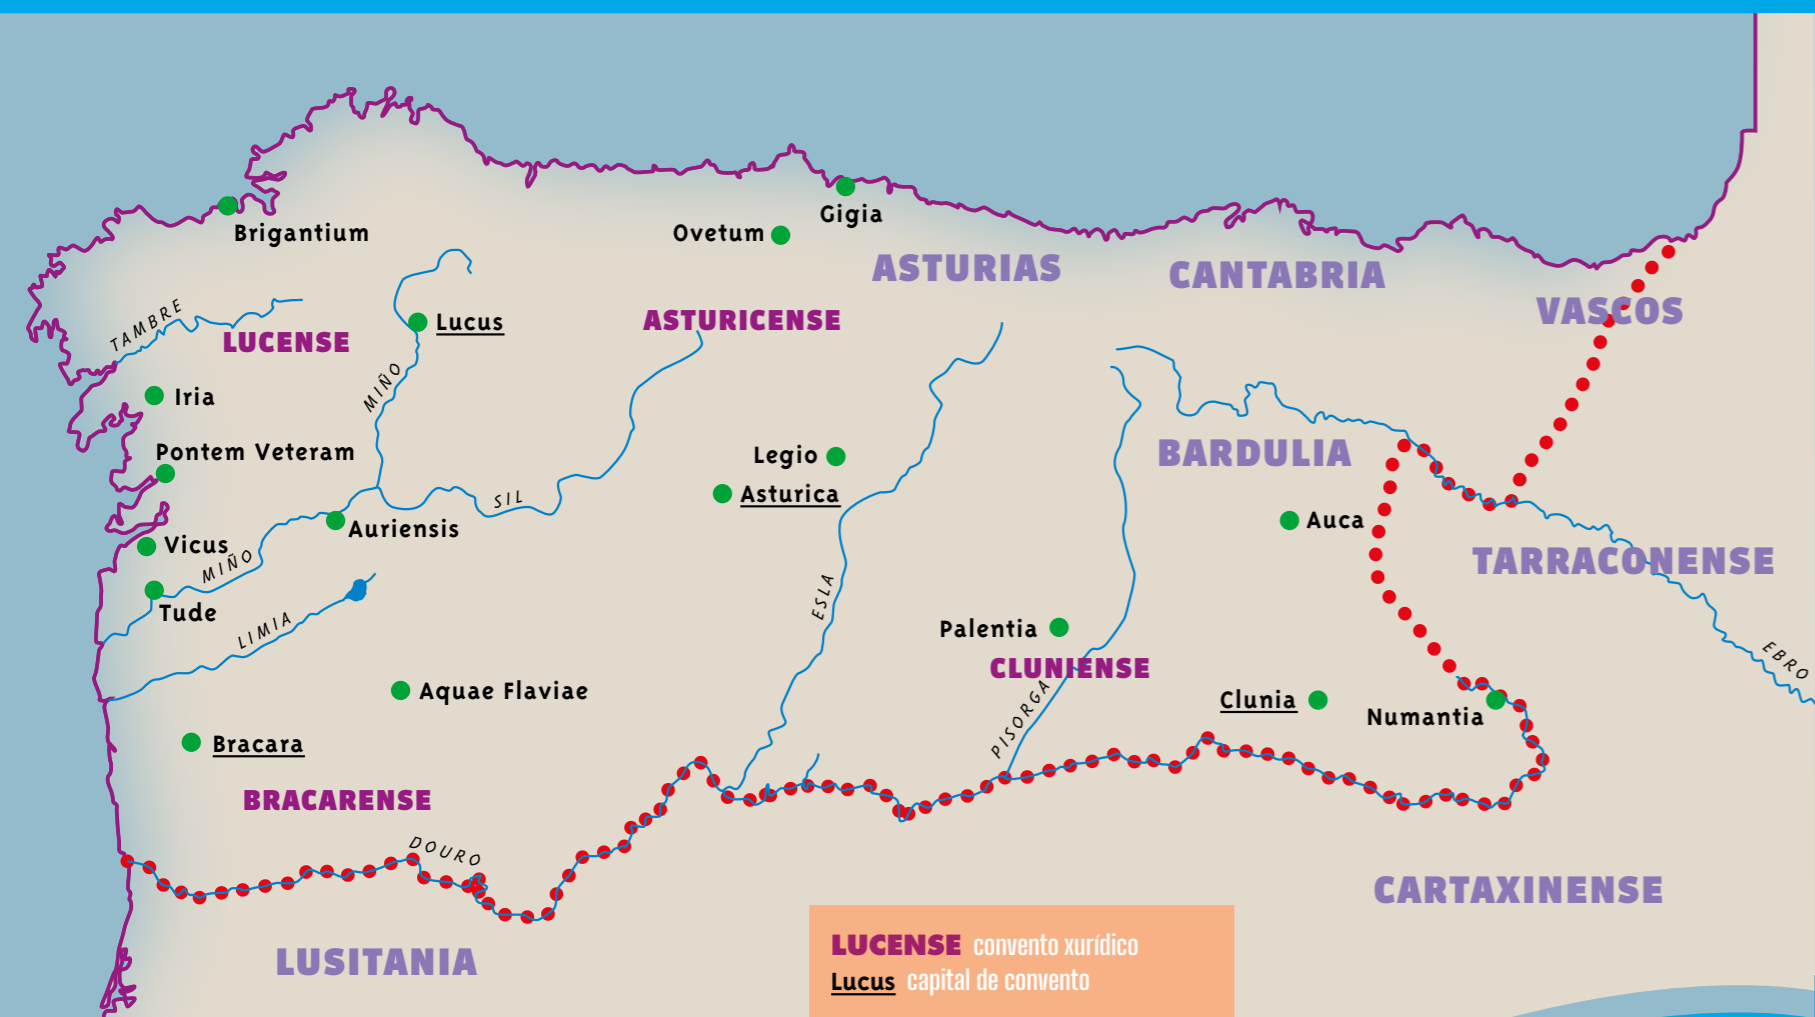 Brigantium
Ovetum
Gigia
ASTURIAS
CANTABRIA
VASCOS
TAMBRE
LUCENSE
Lucus
ASTURICENSE
MIÑO
Iria
Pontem Veteram
Legio
BARDULIA
SIL
Asturica
Auriensis
Auca
Vicus
MIÑO
TARRACONENSE
Tude
LIMIA
ESLA
Palentia
CLUNIENSE
EBRO
Aquae Flaviae
PISORGA
Clunia
Numantia
Bracara
BRACARENSE
DOURO
CARTAXINENSE
LUSITANIA
LUCENSE convento xurídico
Lucus capital de convento